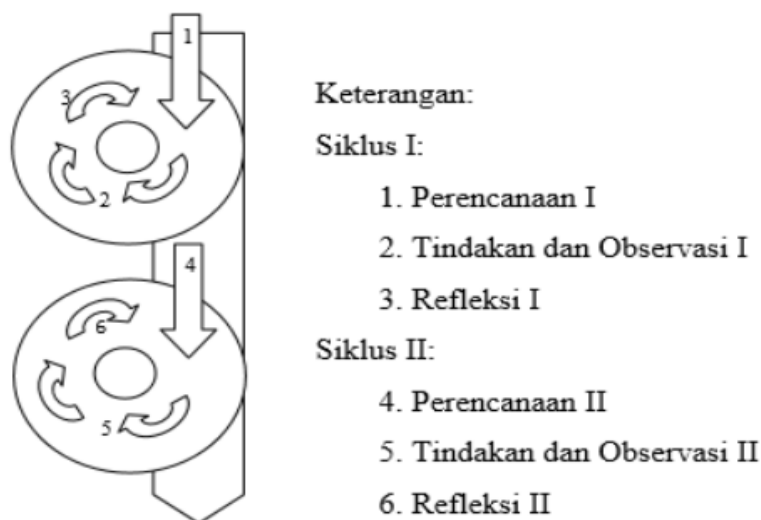 1
3
2
4
6
5
Keterangan:
Siklus I:
1. Perencanaan I
2. Tindakan dan Observasi I
3. Refleksi I
Siklus II:
4. Perencanaan II
5. Tindakan dan Observasi II
6. Refleksi II